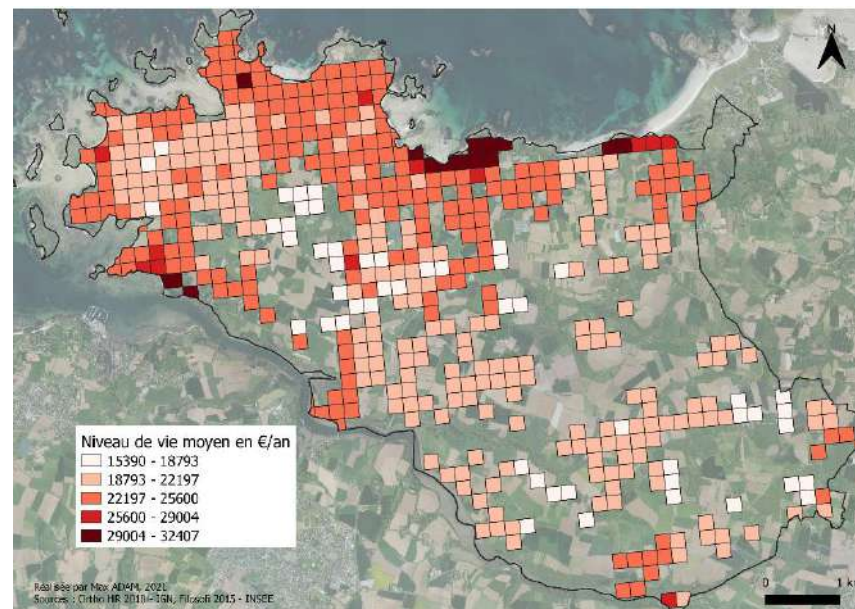 N
Niveau de vie moyen en €/an
15390 - 18793
18793 - 22197
22197 - 25600
25600 - 29004
29004 - 32407
Réalisée par Max ADAM, 2021
Sources : Ortho HR 2018 - IGN, Filosofi 2015 - INSEE
0 1 k